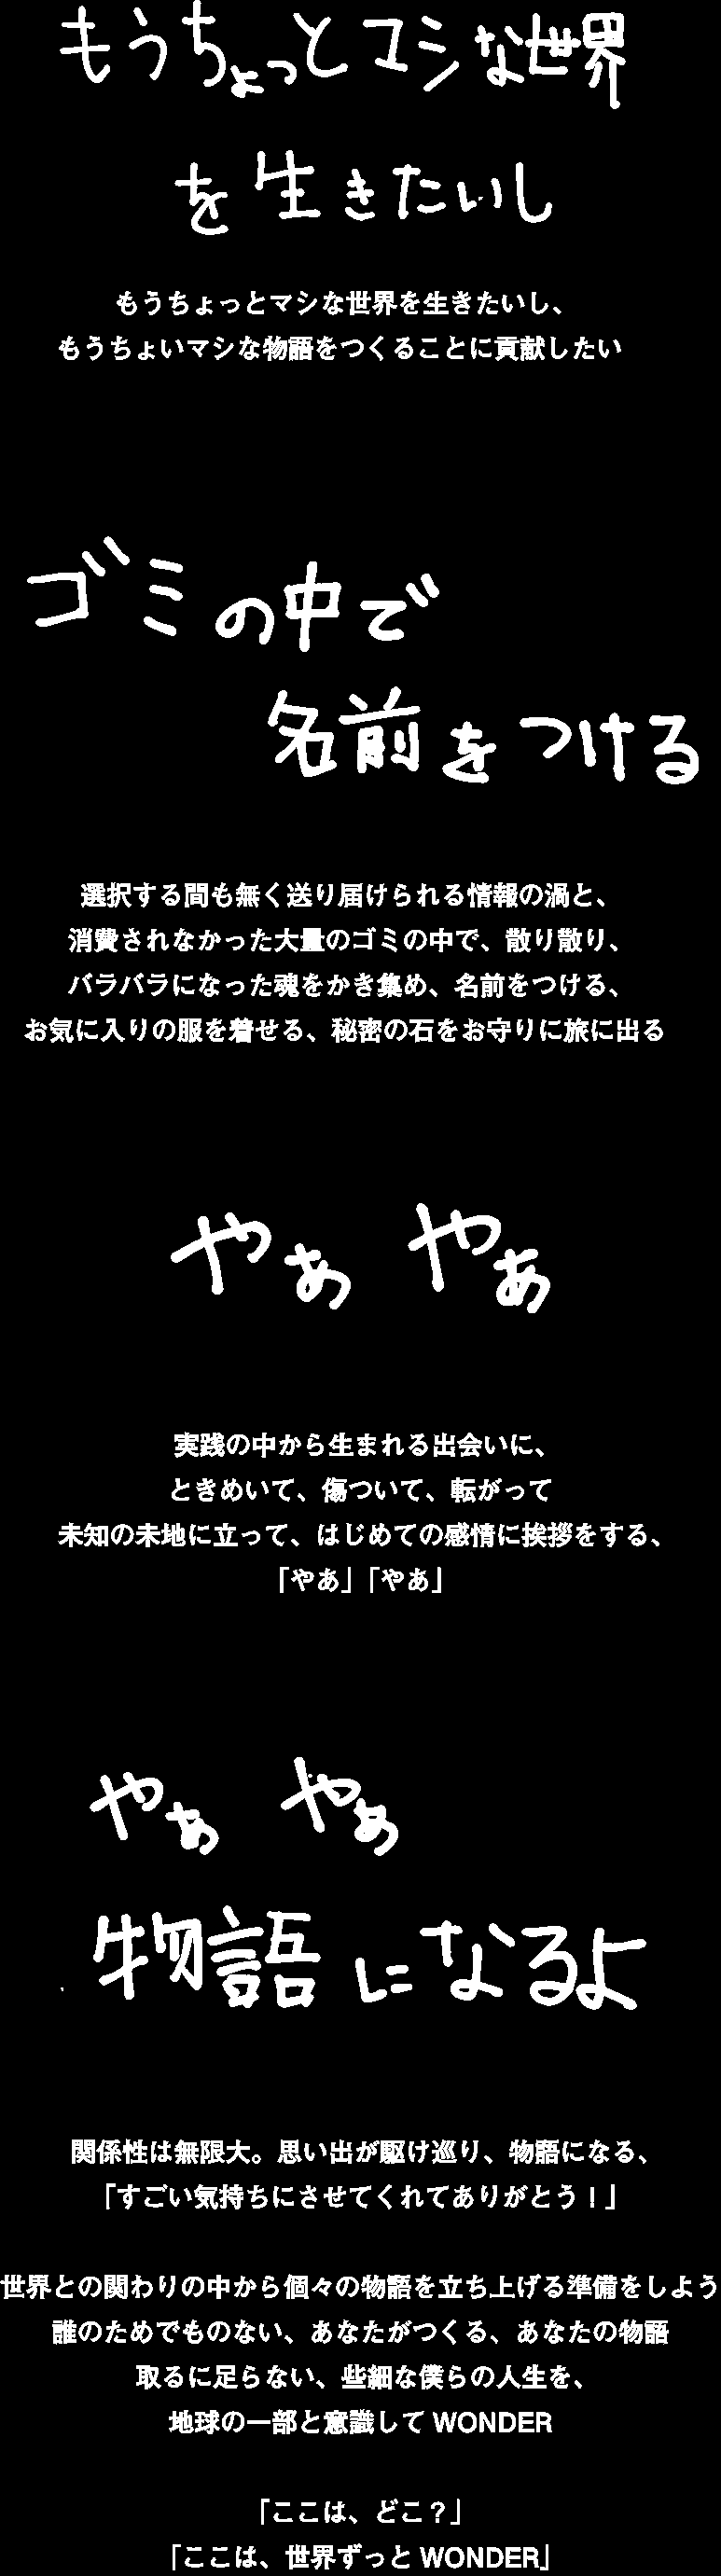 もうちょっとマシな世界
を生きたいし
もうちょっとマシな世界を生きたいし、
もうちょいマシな物語をつくることに貢献したい
ゴミの中で
名前をつける
選択する間も無く送り届けられる情報の渦と、
消費されなかった大量のゴミの中で、散り散り、
バラバラになった魂をかき集め、名前をつける、
お気に入りの服を着せる、秘密の石をお守りに旅に出る
やぁ やぁ
実践の中から生まれる出会いに、
ときめいて、傷ついて、転がって
未知の未地に立って、はじめての感情に挨拶をする、
「やあ」「やあ」
やぁ やぁ
物語になるよ
関係性は無限大。思い出が駆け巡り、物語になる、
「すごい気持ちにさせてくれてありがとう！」
世界との関わりの中から個々の物語を立ち上げる準備をしよう
誰のためでものない、あなたがつくる、あなたの物語
取るに足らない、些細な僕らの人生を、
地球の一部と意識して WONDER
「ここは、どこ？」
「ここは、世界ずっと WONDER」